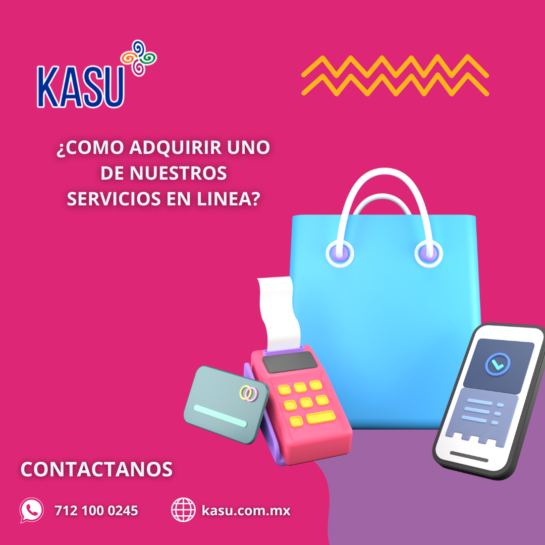 KASU
¿COMO ADQUIRIR UNO
DE NUESTROS
SERVICIOS EN LINEA?
CONTACTANOS
712 100 0245
kasu.com.mx